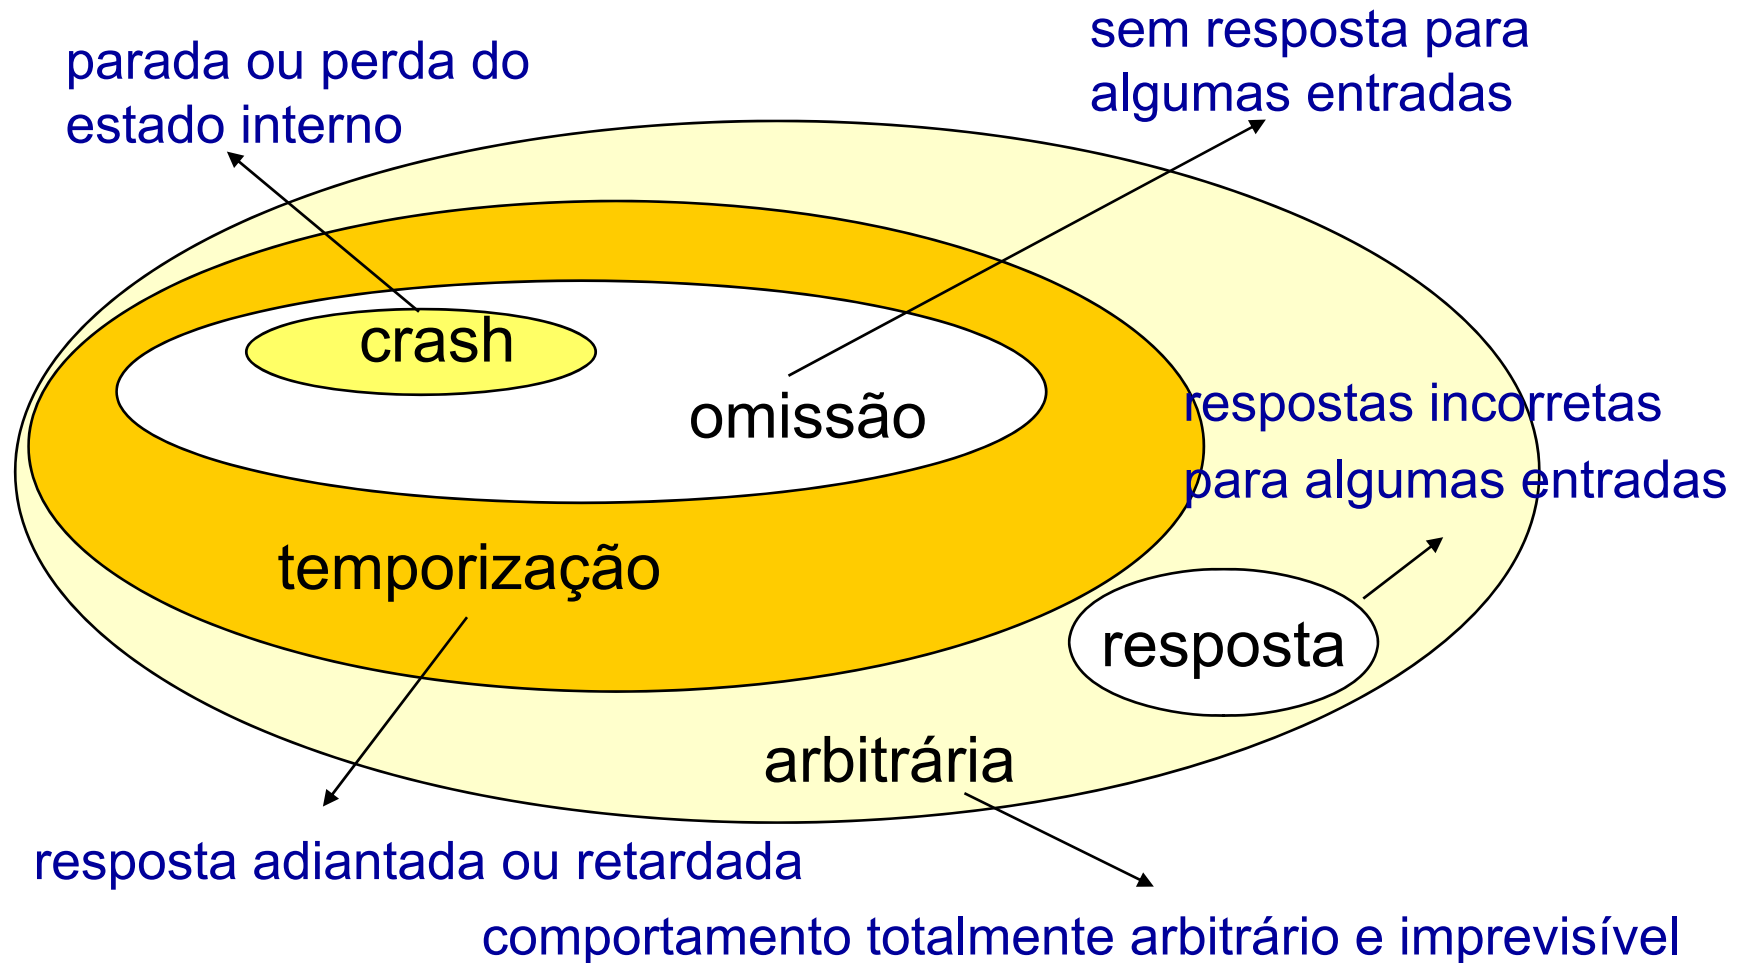 parada ou perda do
estado interno
sem resposta para
algumas entradas
crash
omissão
respostas incorretas
para algumas entradas
temporização
resposta
arbitrária
resposta adiantada ou retardada
comportamento totalmente arbitrário e imprevisível